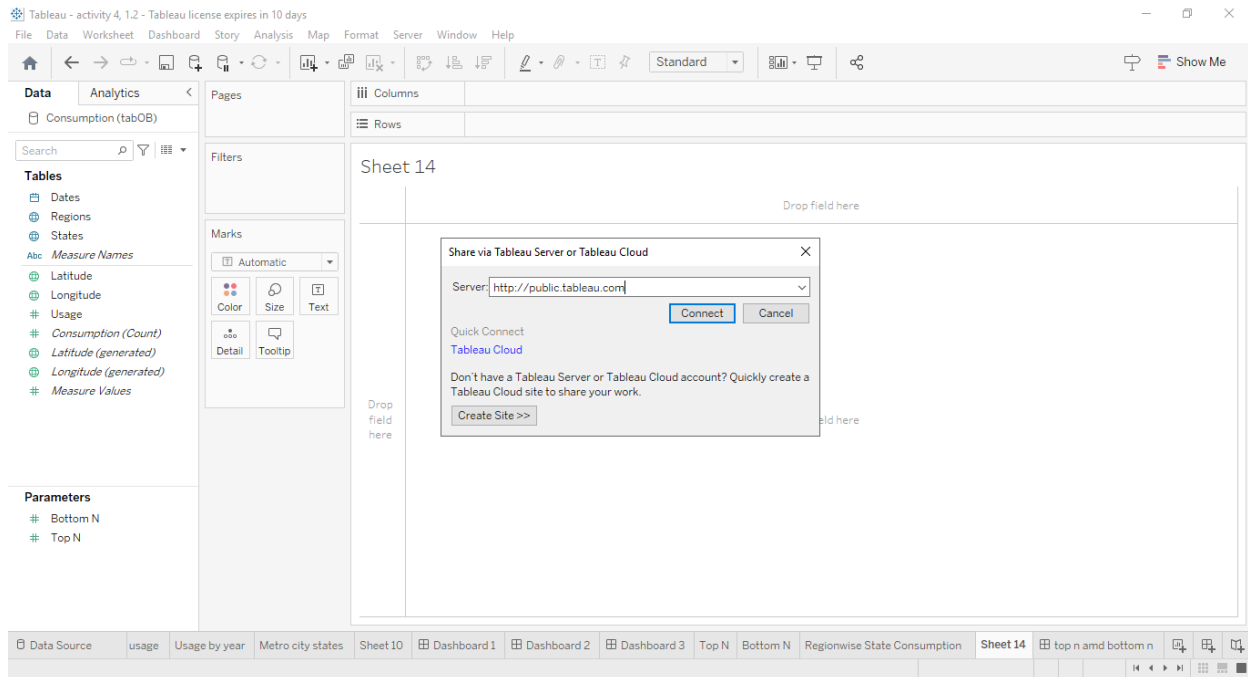 Tableau - activity 4, 1.2 - Tableau license expires in 10 days
File Data Worksheet Dashboard Story Analysis Map Format Server Window Help
Standard
Show Me
Data Analytics
Consumption (tabOB)
Search
Tables
Dates
Regions
States
Abc Measure Names
Latitude
Longitude
Usage
Consumption (Count)
Latitude (generated)
Longitude (generated)
Measure Values
Parameters
Bottom N
Top N
Pages
Filters
Marks
Automatic
Color Size Text
Detail Tooltip
Columns
Rows
Sheet 14
Drop field here
Drop
field
here
eld here
Share via Tableau Server or Tableau Cloud
Server: http://public.tableau.com
Connect Cancel
Quick Connect
Tableau Cloud
Don't have a Tableau Server or Tableau Cloud account? Quickly create a
Tableau Cloud site to share your work.
Create Site >>
Data Source usage Usage by year Metro city states Sheet 10 Dashboard 1 Dashboard 2 Dashboard 3 Top N Bottom N Regionwise State Consumption Sheet 14 top n amd bottom n